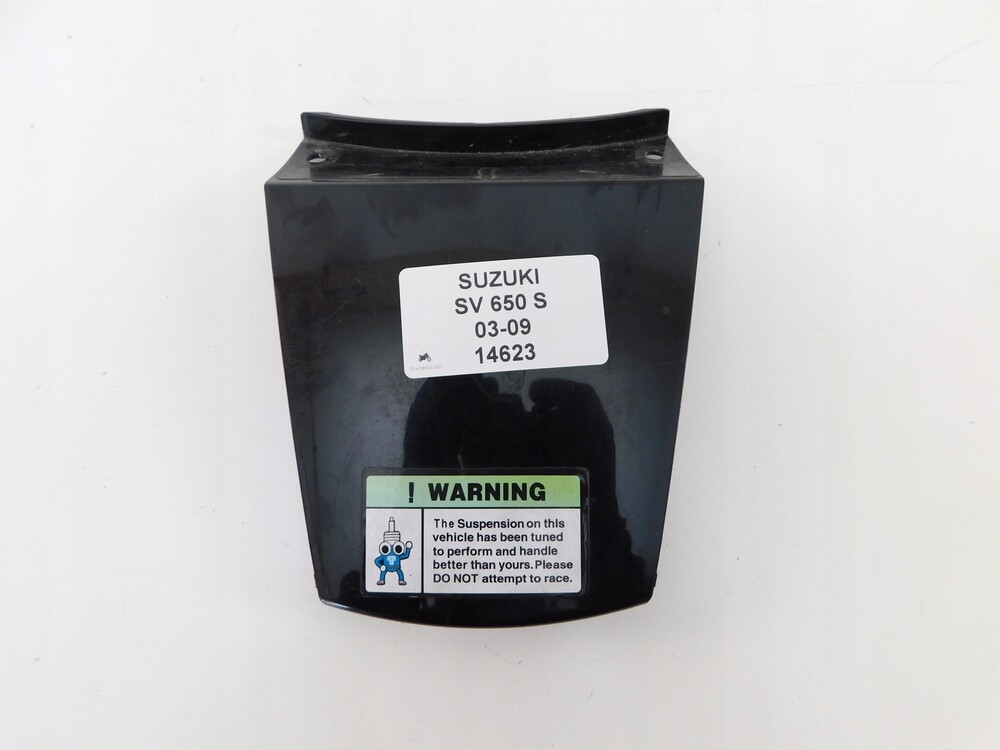 SUZUKI
SV 650 S
03-09
14623
! WARNING
The Suspension on this
vehicle has been tuned
to perform and handle
better than yours. Please
DO NOT attempt to race.